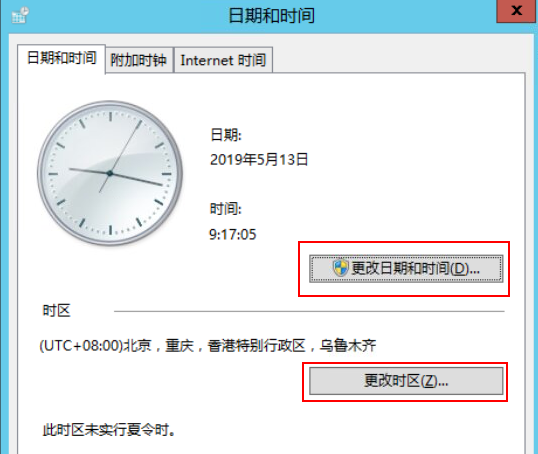 日期和时间
x
日期和时间 附加时钟 Internet 时间
日期:
2019年5月13日
时间:
9:17:05
更改日期和时间(D)...
时区
(UTC+08:00)北京，重庆，香港特别行政区，乌鲁木齐
更改时区(Z)...
此时区未实行夏令时。